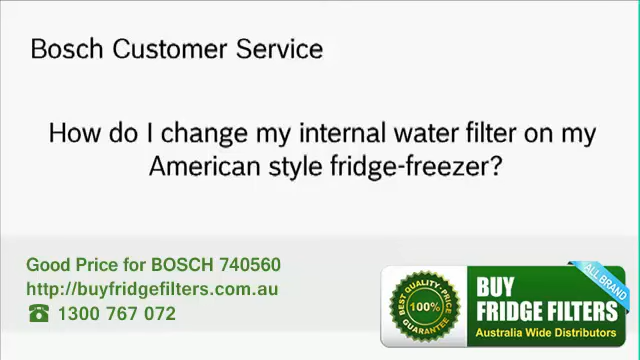 Bosch Customer Service
How do I change my internal water filter on my
American style fridge-freezer?
Good Price for BOSCH 740560
http://buyfridgefilters.com.au
☎ 1300 767 072
BEST QUALITY·PRICE
100%
GUARANTEE
BUY
FRIDGE FILTERS
Australia Wide Distributors
ALL BRAND